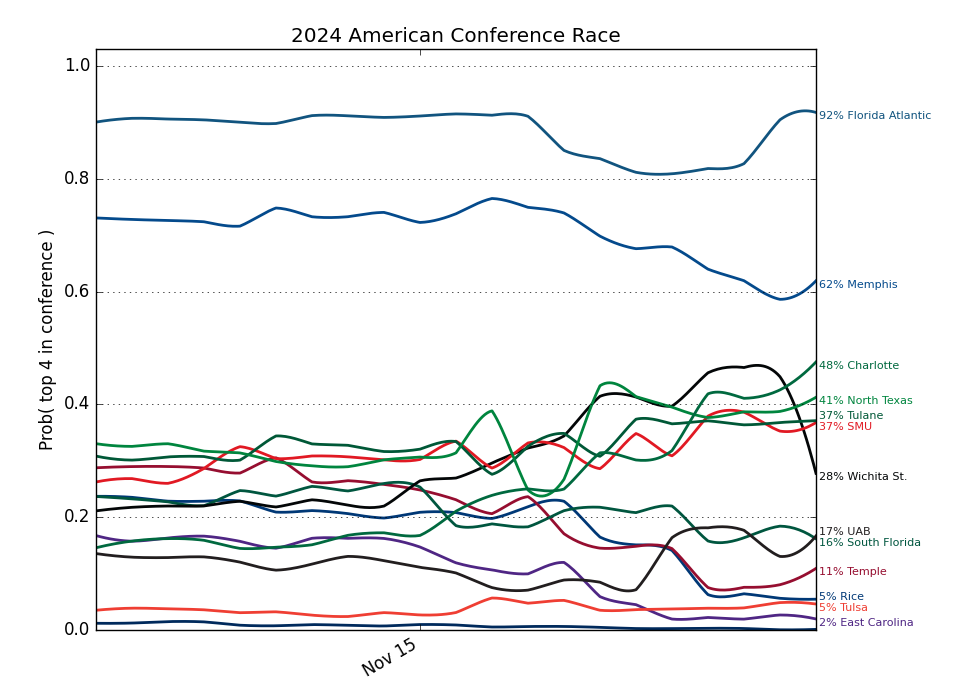 2024 American Conference Race
Prob( top 4 in conference )
1.0
0.8
0.6
0.4
0.2
0.0
Nov 15
92% Florida Atlantic
62% Memphis
48% Charlotte
41% North Texas
37% Tulane
37% SMU
28% Wichita St.
17% UAB
16% South Florida
11% Temple
5% Rice
5% Tulsa
2% East Carolina